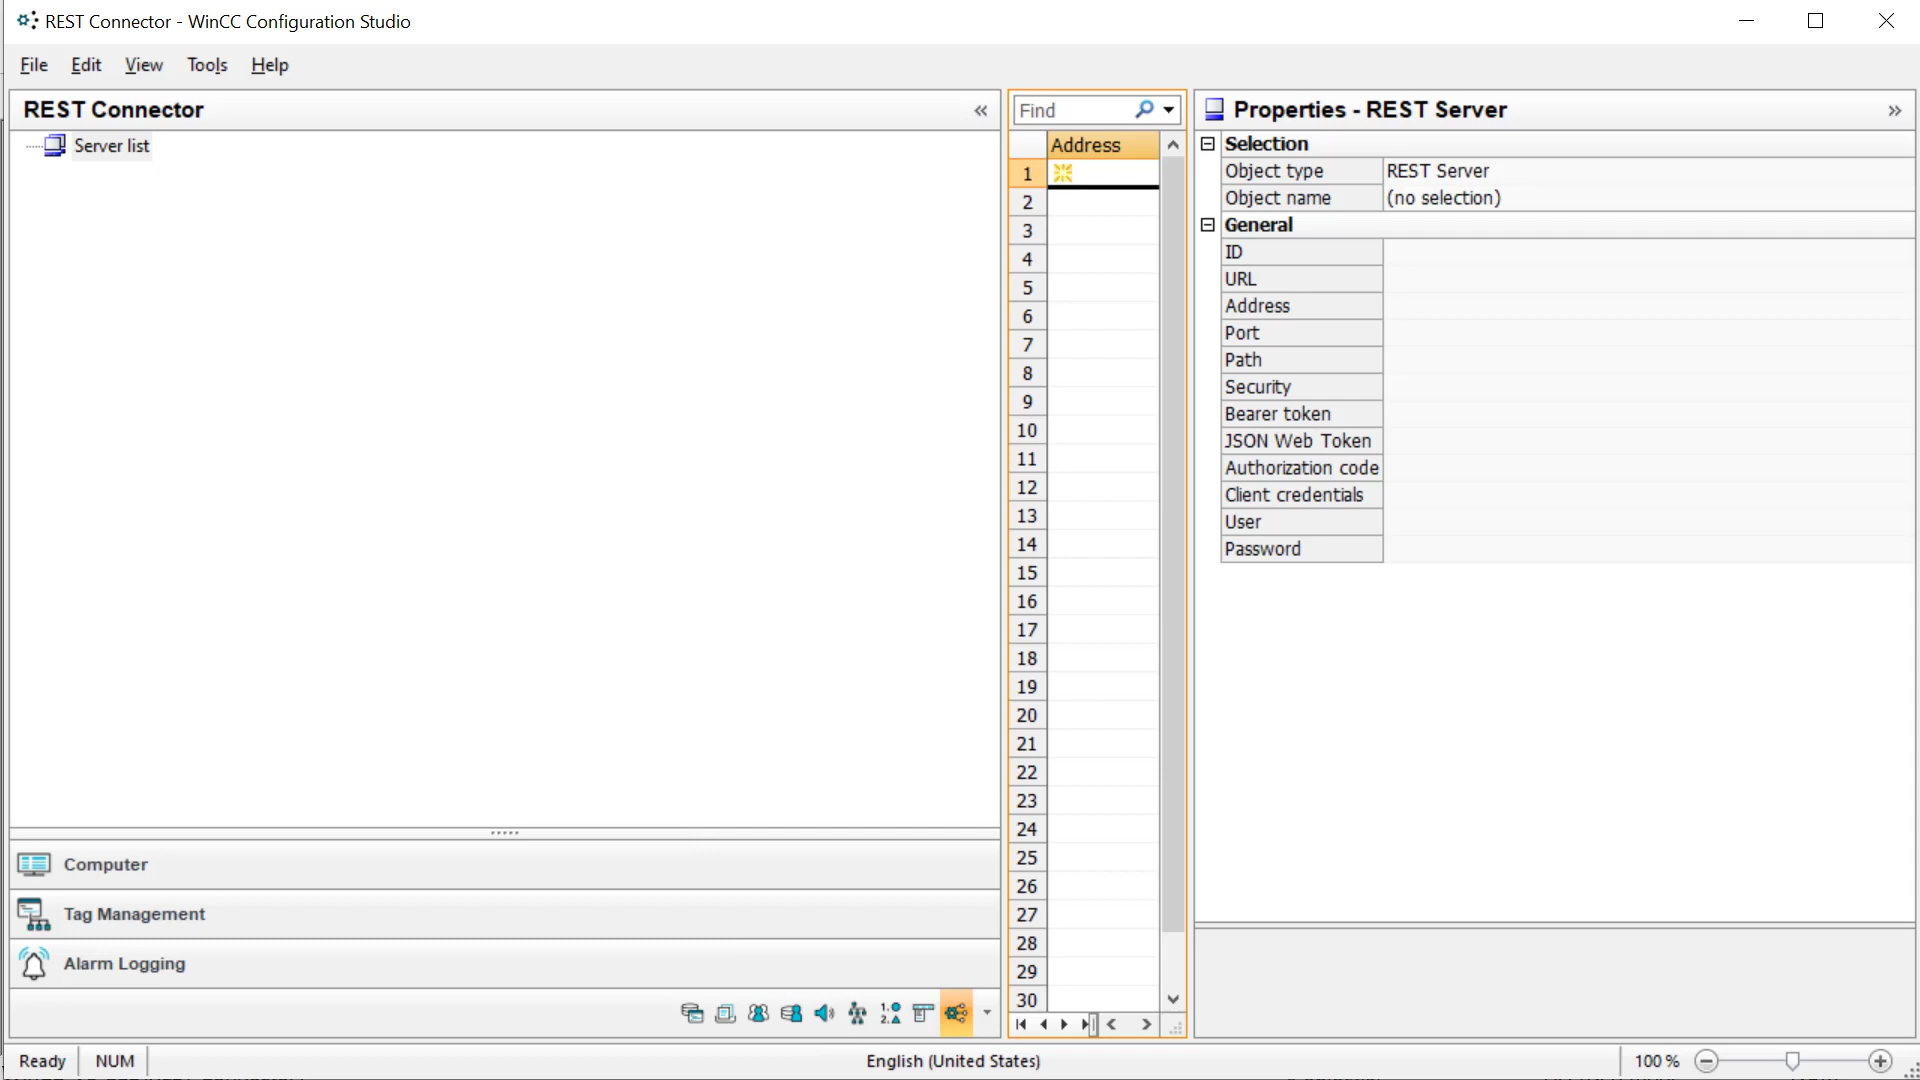 REST Connector - WinCC Configuration Studio
File Edit View Tools Help
REST Connector «
Server list
Computer
Tag Management
Alarm Logging
Find
Address
1
2
3
4
5
6
7
8
9
10
11
12
13
14
15
16
17
18
19
20
21
22
23
24
25
26
27
28
29
30
Properties - REST Server »
Selection
Object type REST Server
Object name (no selection)
General
ID
URL
Address
Port
Path
Security
Bearer token
JSON Web Token
Authorization code
Client credentials
User
Password
Ready NUM English (United States) 100 %